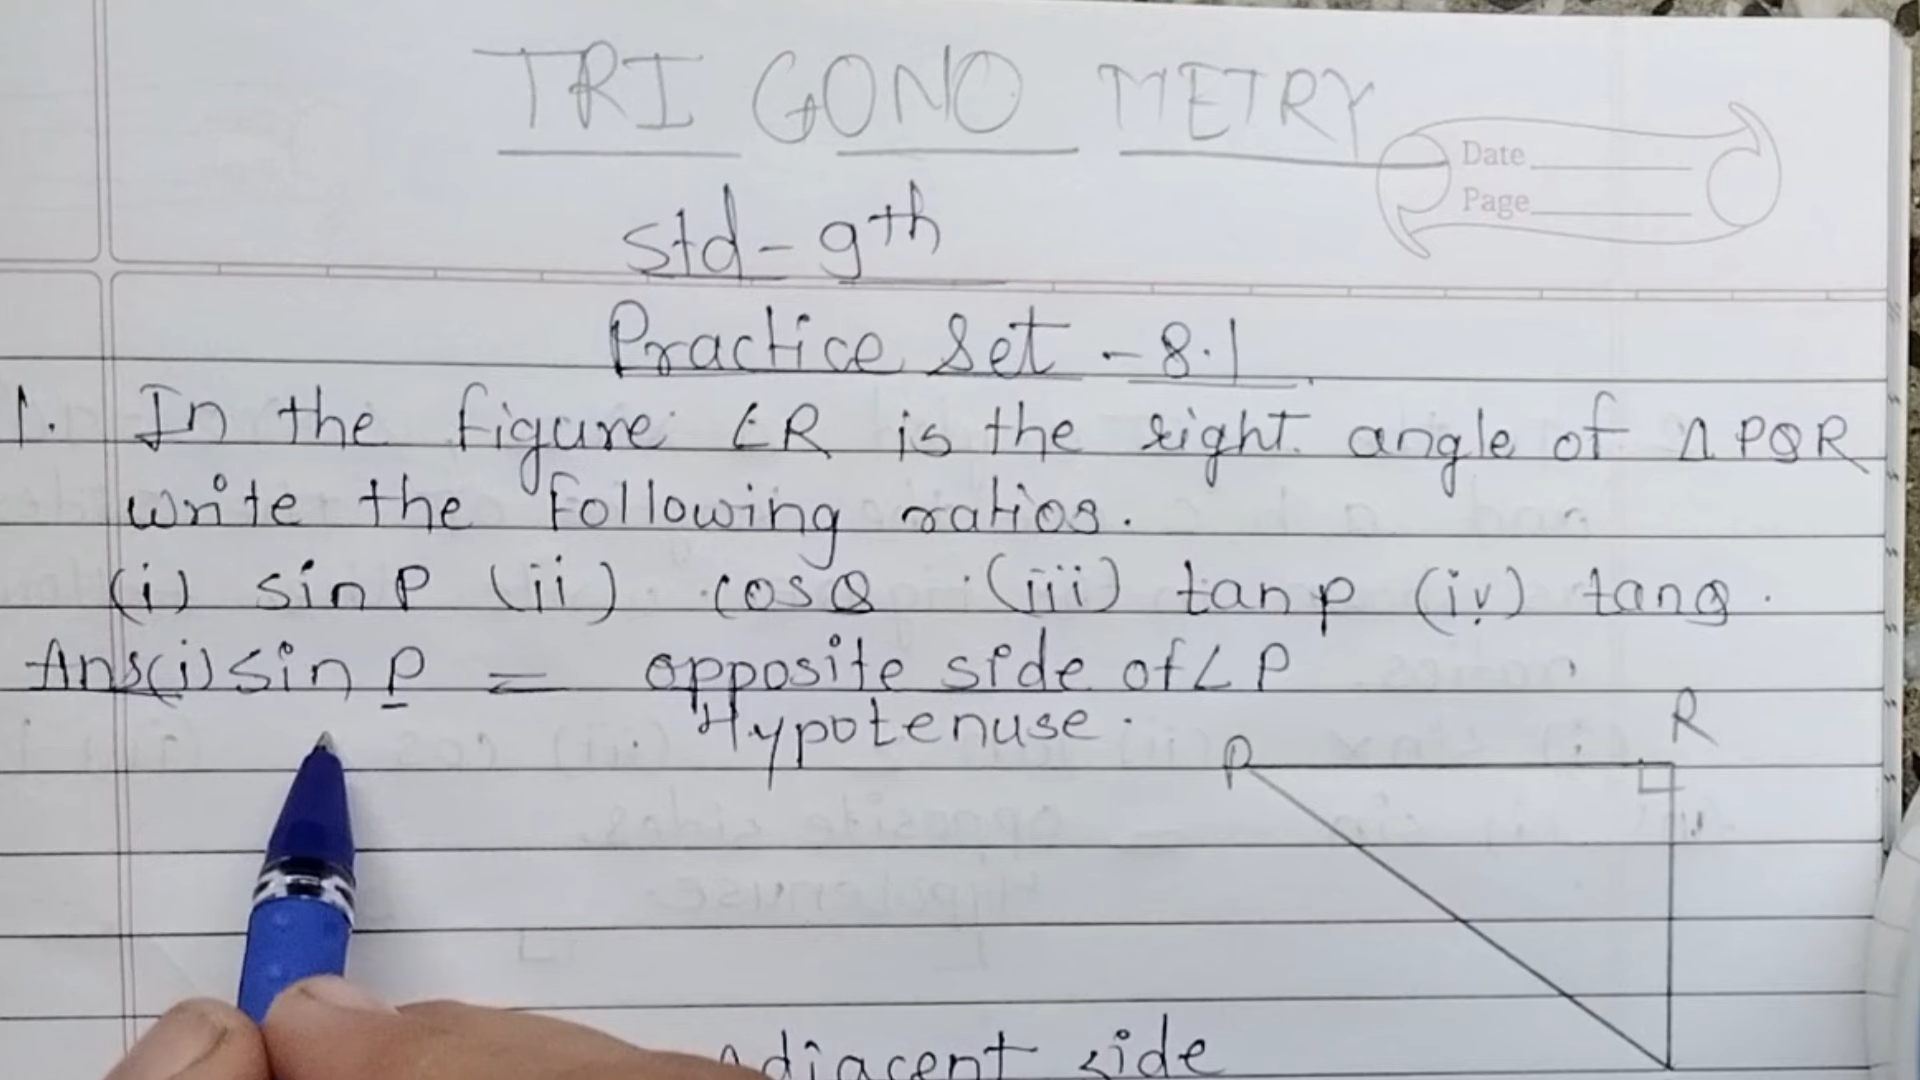 TRIGONOMETRY
Date
Page
std - 9th
Practice Set - 8.1
1. In the figure ∠R is the right angle of ΔPQR
write the following ratios.
(i) sin P (ii) cos Q (iii) tan P (iv) tan Q.
Ans(i) sin P = opposite side of ∠P
Hypotenuse.
R
P
Adjacent side